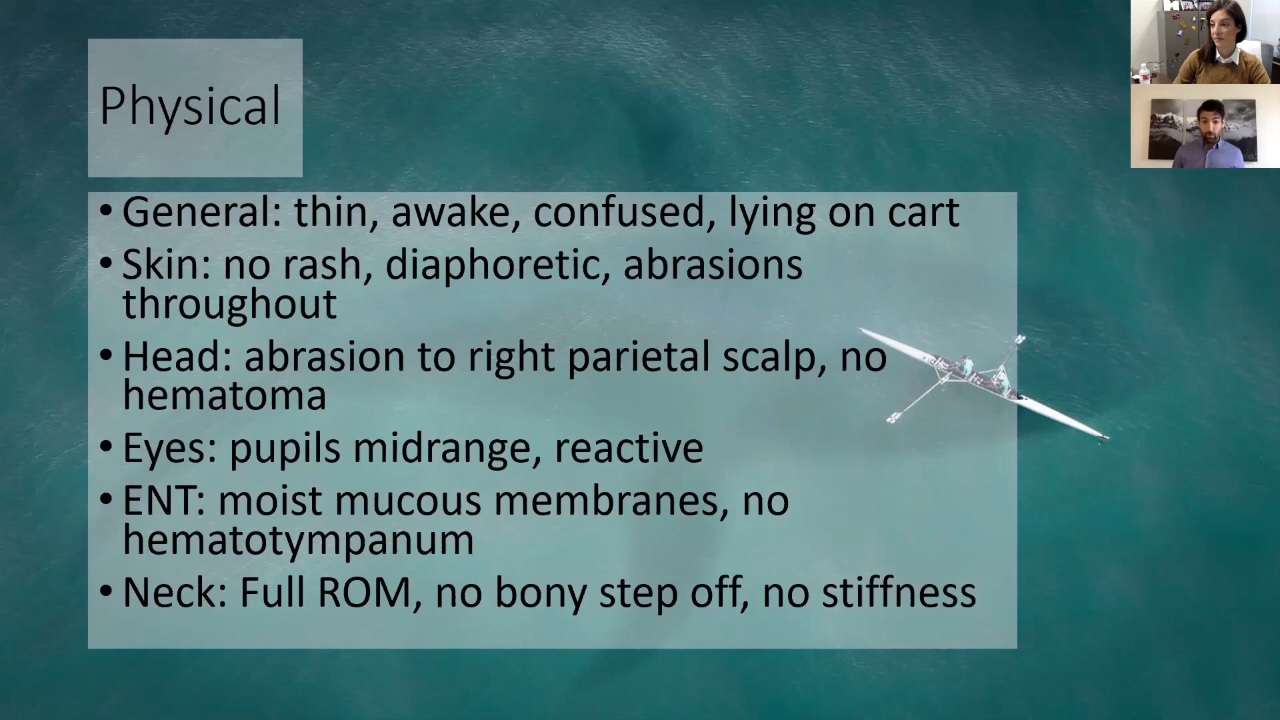 Physical
• General: thin, awake, confused, lying on cart
• Skin: no rash, diaphoretic, abrasions
throughout
• Head: abrasion to right parietal scalp, no
hematoma
• Eyes: pupils midrange, reactive
• ENT: moist mucous membranes, no
hematotympanum
• Neck: Full ROM, no bony step off, no stiffness